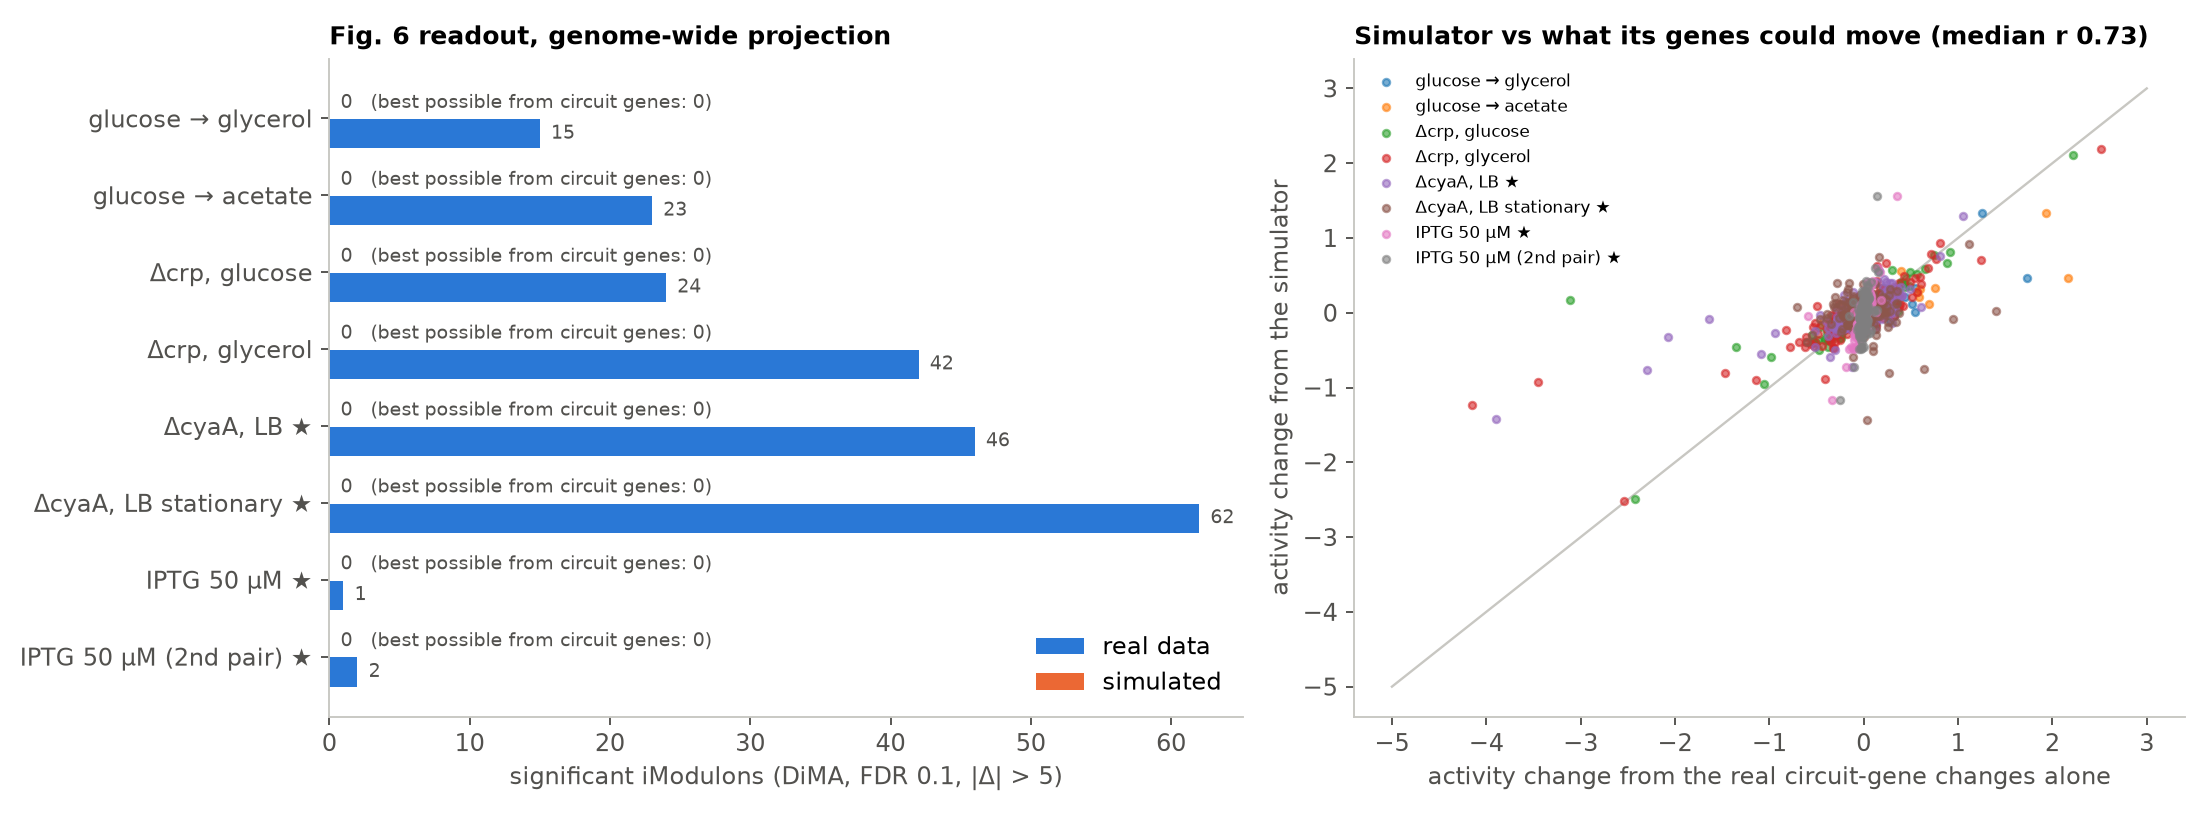 Fig. 6 readout, genome-wide projection
glucose → glycerol
0 (best possible from circuit genes: 0)
15
glucose → acetate
0 (best possible from circuit genes: 0)
23
Δcrp, glucose
0 (best possible from circuit genes: 0)
24
Δcrp, glycerol
0 (best possible from circuit genes: 0)
42
ΔcyaA, LB ★
0 (best possible from circuit genes: 0)
46
ΔcyaA, LB stationary ★
0 (best possible from circuit genes: 0)
62
IPTG 50 µM ★
0 (best possible from circuit genes: 0)
1
IPTG 50 µM (2nd pair) ★
0 (best possible from circuit genes: 0)
2
real data
simulated
0 10 20 30 40 50 60
significant iModulons (DiMA, FDR 0.1, |Δ| > 5)
Simulator vs what its genes could move (median r 0.73)
glucose → glycerol
glucose → acetate
Δcrp, glucose
Δcrp, glycerol
ΔcyaA, LB ★
ΔcyaA, LB stationary ★
IPTG 50 µM ★
IPTG 50 µM (2nd pair) ★
activity change from the simulator
3
2
1
0
−1
−2
−3
−4
−5
−5 −4 −3 −2 −1 0 1 2 3
activity change from the real circuit-gene changes alone